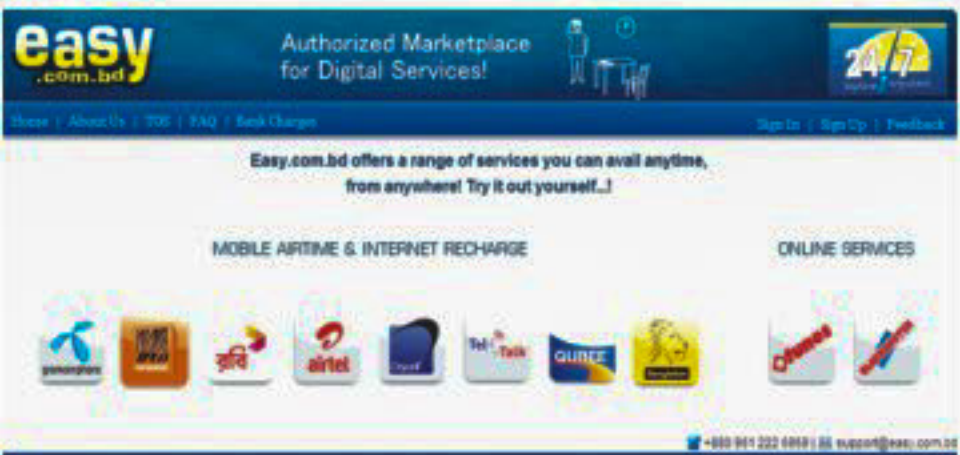 easy
.com.bd
Authorized Marketplace
for Digital Services!
24/7
Home | About Us | TOS | FAQ | Bank Charges
Sign In | Sign Up | Feedback
Easy.com.bd offers a range of services you can avail anytime,
from anywhere! Try it out yourself...!
MOBILE AIRTIME & INTERNET RECHARGE
ONLINE SERVICES
grameenphone
রবি
airtel
Tele Talk
QUBEE
support@easy.com.bd